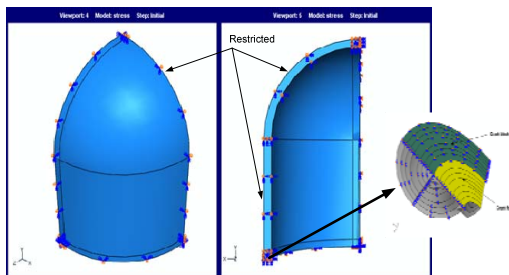 Viewport: 4 Model: stress Step: Initial
Viewport: 5 Model: stress Step: Initial
Restricted